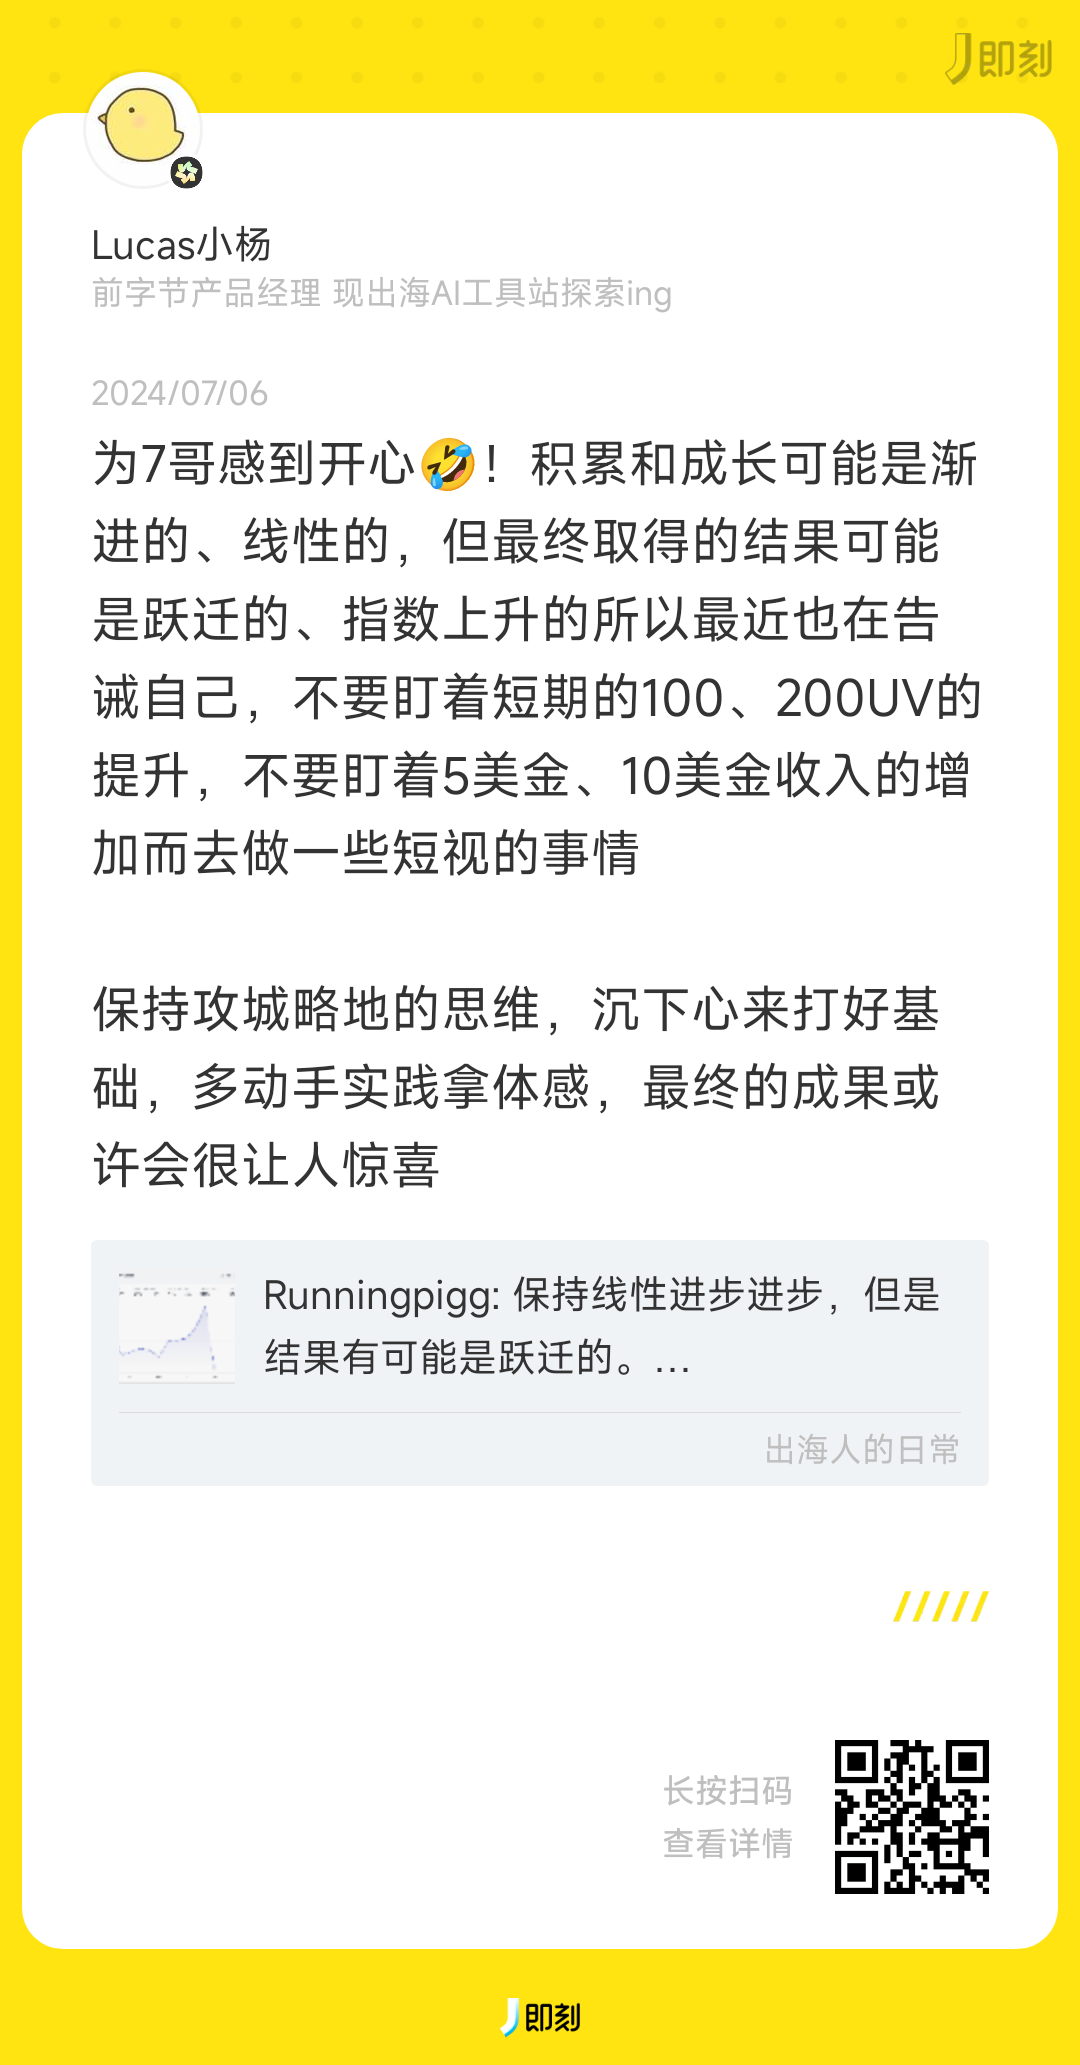 即刻
Lucas小杨
前字节产品经理 现出海AI工具站探索ing
2024/07/06
为7哥感到开心🤣！积累和成长可能是渐
进的、线性的，但最终取得的结果可能
是跃迁的、指数上升的所以最近也在告
诫自己，不要盯着短期的100、200UV的
提升，不要盯着5美金、10美金收入的增
加而去做一些短视的事情
保持攻城略地的思维，沉下心来打好基
础，多动手实践拿体感，最终的成果或
许会很让人惊喜
Runningpigg: 保持线性进步进步，但是
结果有可能是跃迁的。...
出海人的日常
长按扫码
查看详情
即刻